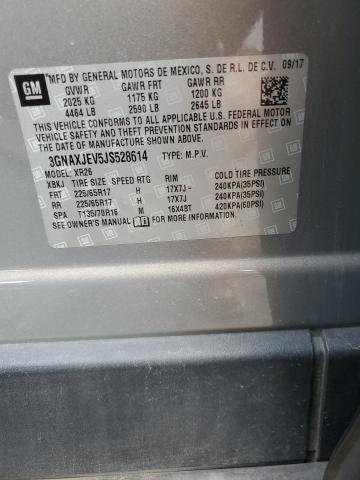 GM
MFD BY GENERAL MOTORS DE MEXICO, S. DE R.L. DE C.V. 09/17
GVWR GAWR FRT GAWR RR
2025 KG 1175 KG 1200 KG
4464 LB 2590 LB 2645 LB
THIS VEHICLE CONFORMS TO ALL APPLICABLE U.S. FEDERAL MOTOR
VEHICLE SAFETY, BUMPER, AND THEFT PREVENTION STANDARDS IN EFFECT ON
THE DATE OF MANUFACTURE SHOWN ABOVE.
3GNAXJEV5JS528614 TYPE: M.P.V.
MODEL: XR26
XBKJ TIRE SIZE SPEED RTG RIM COLD TIRE PRESSURE
FRT 225/65R17 H 17X7J 240KPA(35PSI)
RR 225/65R17 H 17X7J 240KPA(35PSI)
SPA T135/70R16 M 16X4BT 420KPA(60PSI)
SEE OWNER'S MANUAL FOR ADDITIONAL INFORMATION